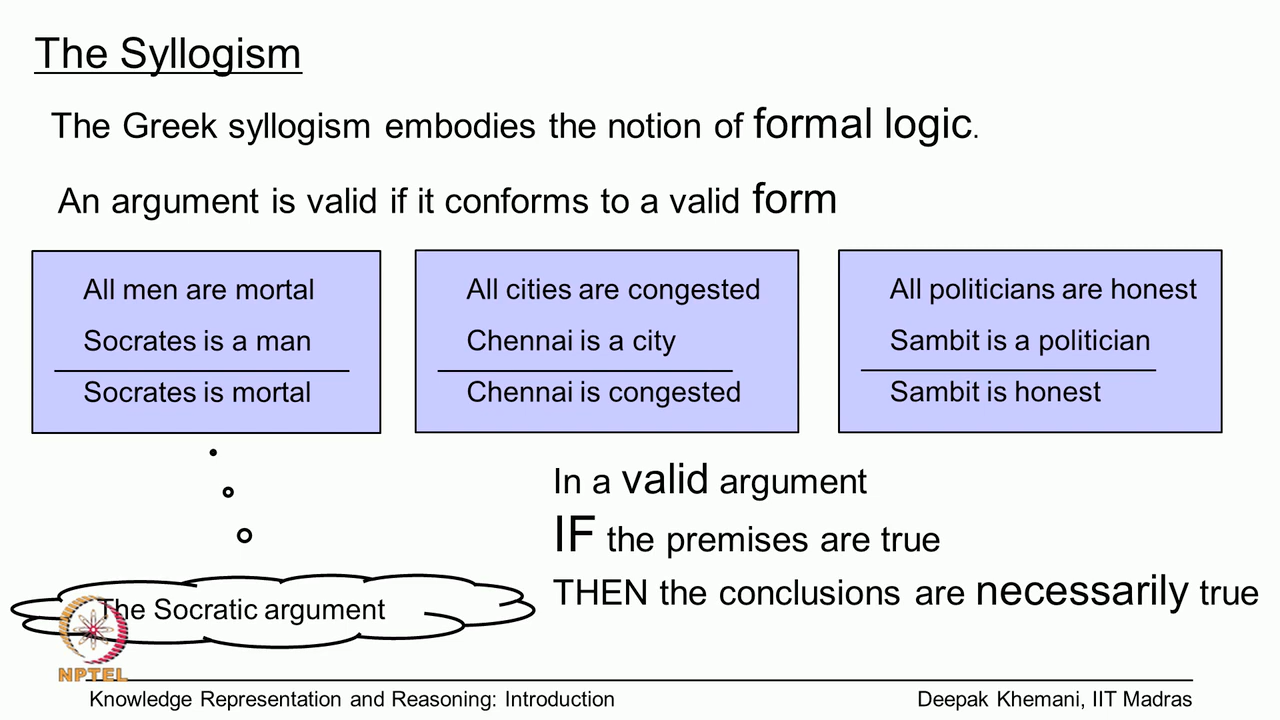 The Syllogism
The Greek syllogism embodies the notion of formal logic.
An argument is valid if it conforms to a valid form
All men are mortal
Socrates is a man
Socrates is mortal
All cities are congested
Chennai is a city
Chennai is congested
All politicians are honest
Sambit is a politician
Sambit is honest
In a valid argument
IF the premises are true
THEN the conclusions are necessarily true
The Socratic argument
NPTEL
Knowledge Representation and Reasoning: Introduction
Deepak Khemani, IIT Madras